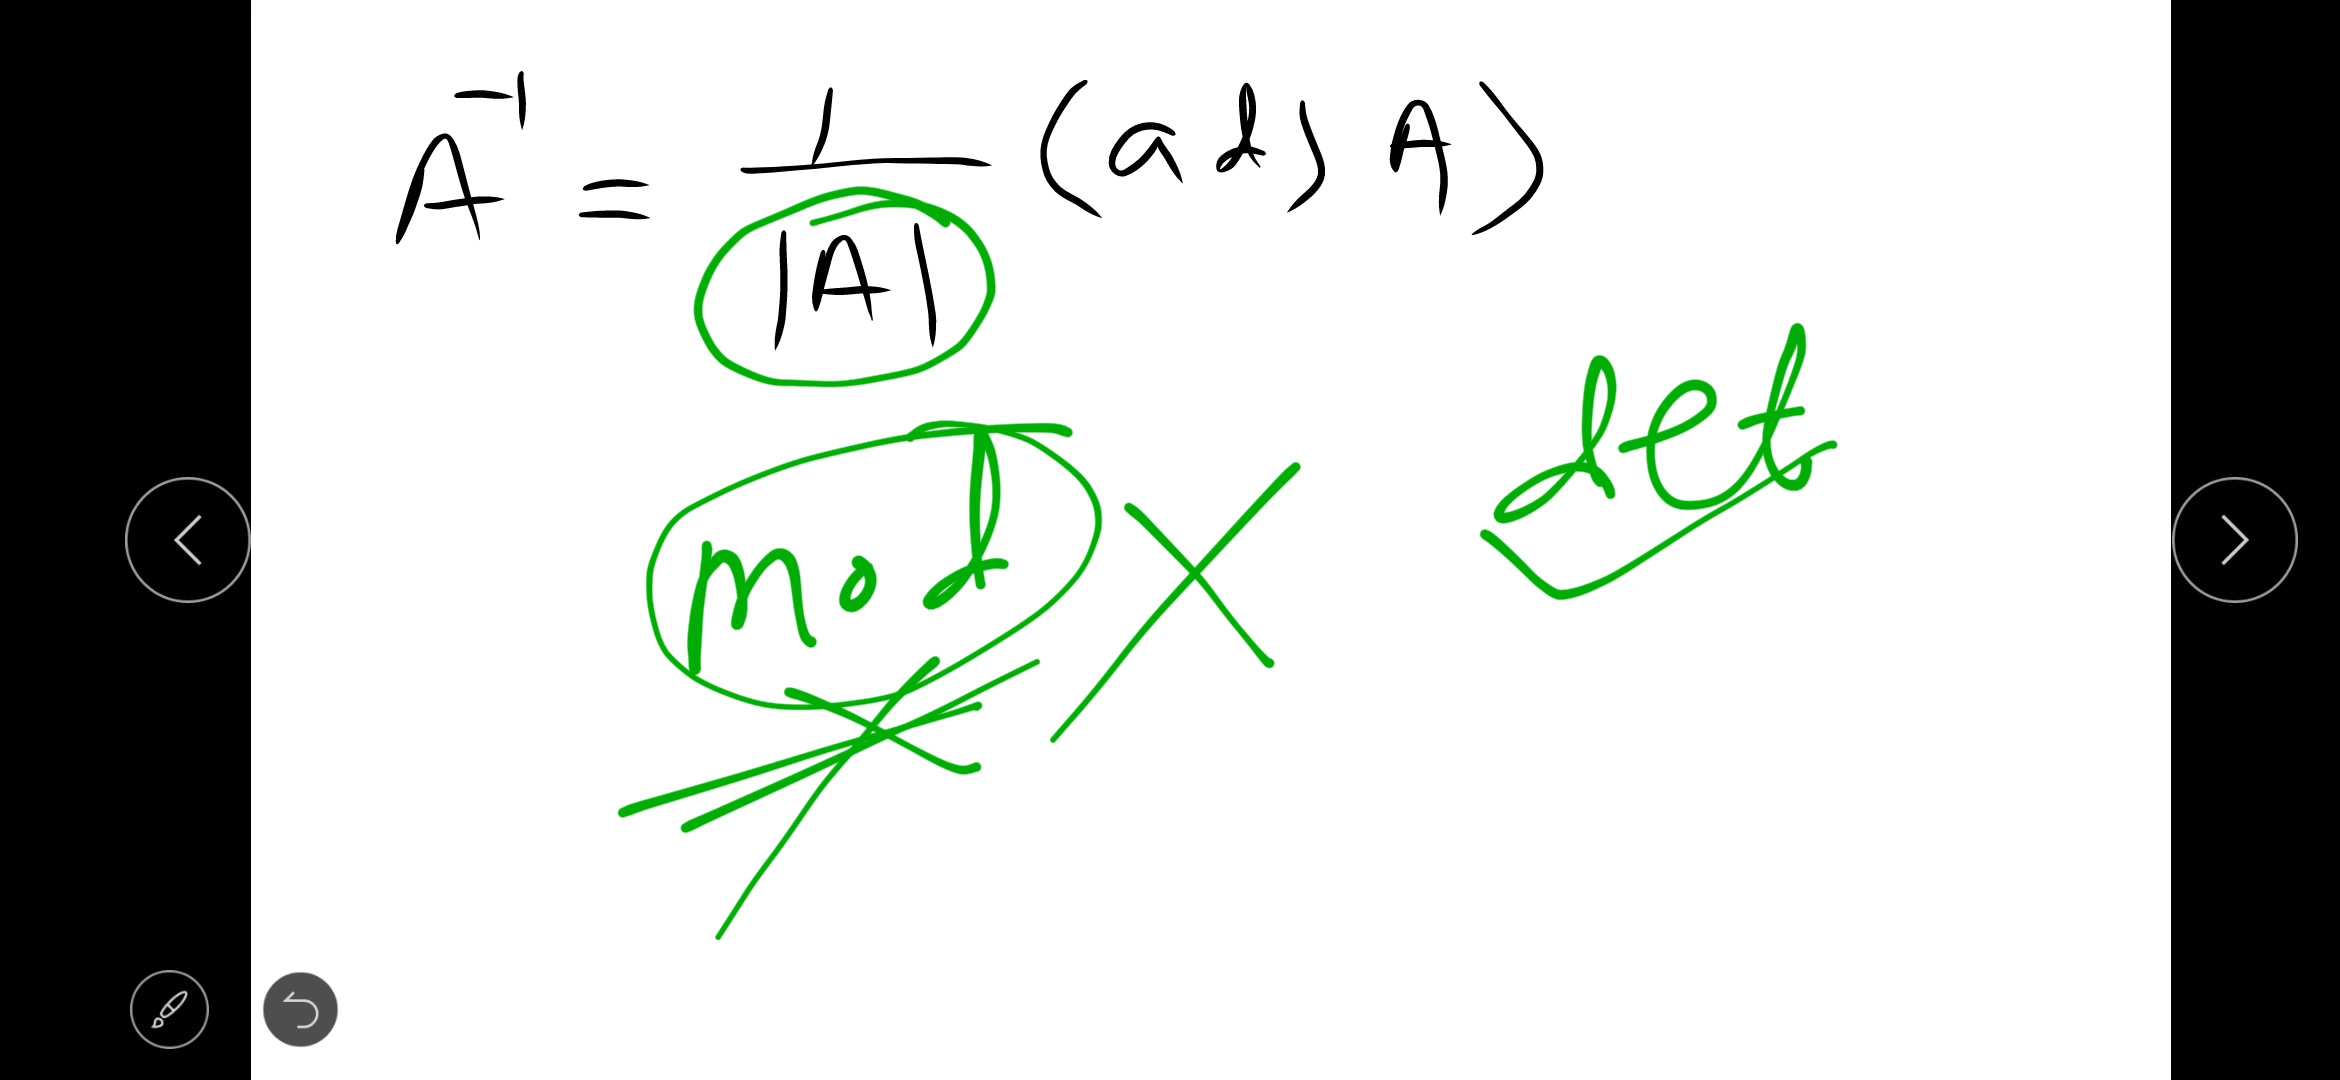 A⁻¹ = 1/|A| (adj A)
det
mod